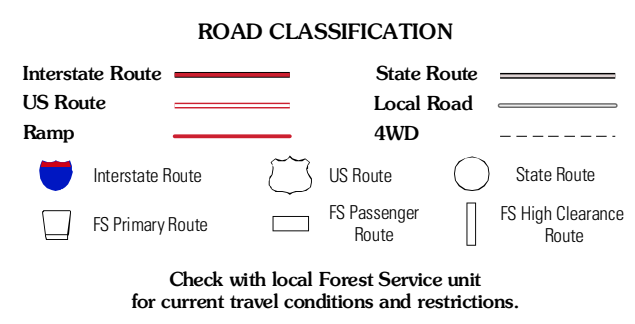 ROAD CLASSIFICATION
Interstate Route
State Route
US Route
Local Road
Ramp
4WD
Interstate Route
US Route
State Route
FS Primary Route
FS Passenger
Route
FS High Clearance
Route
Check with local Forest Service unit
for current travel conditions and restrictions.